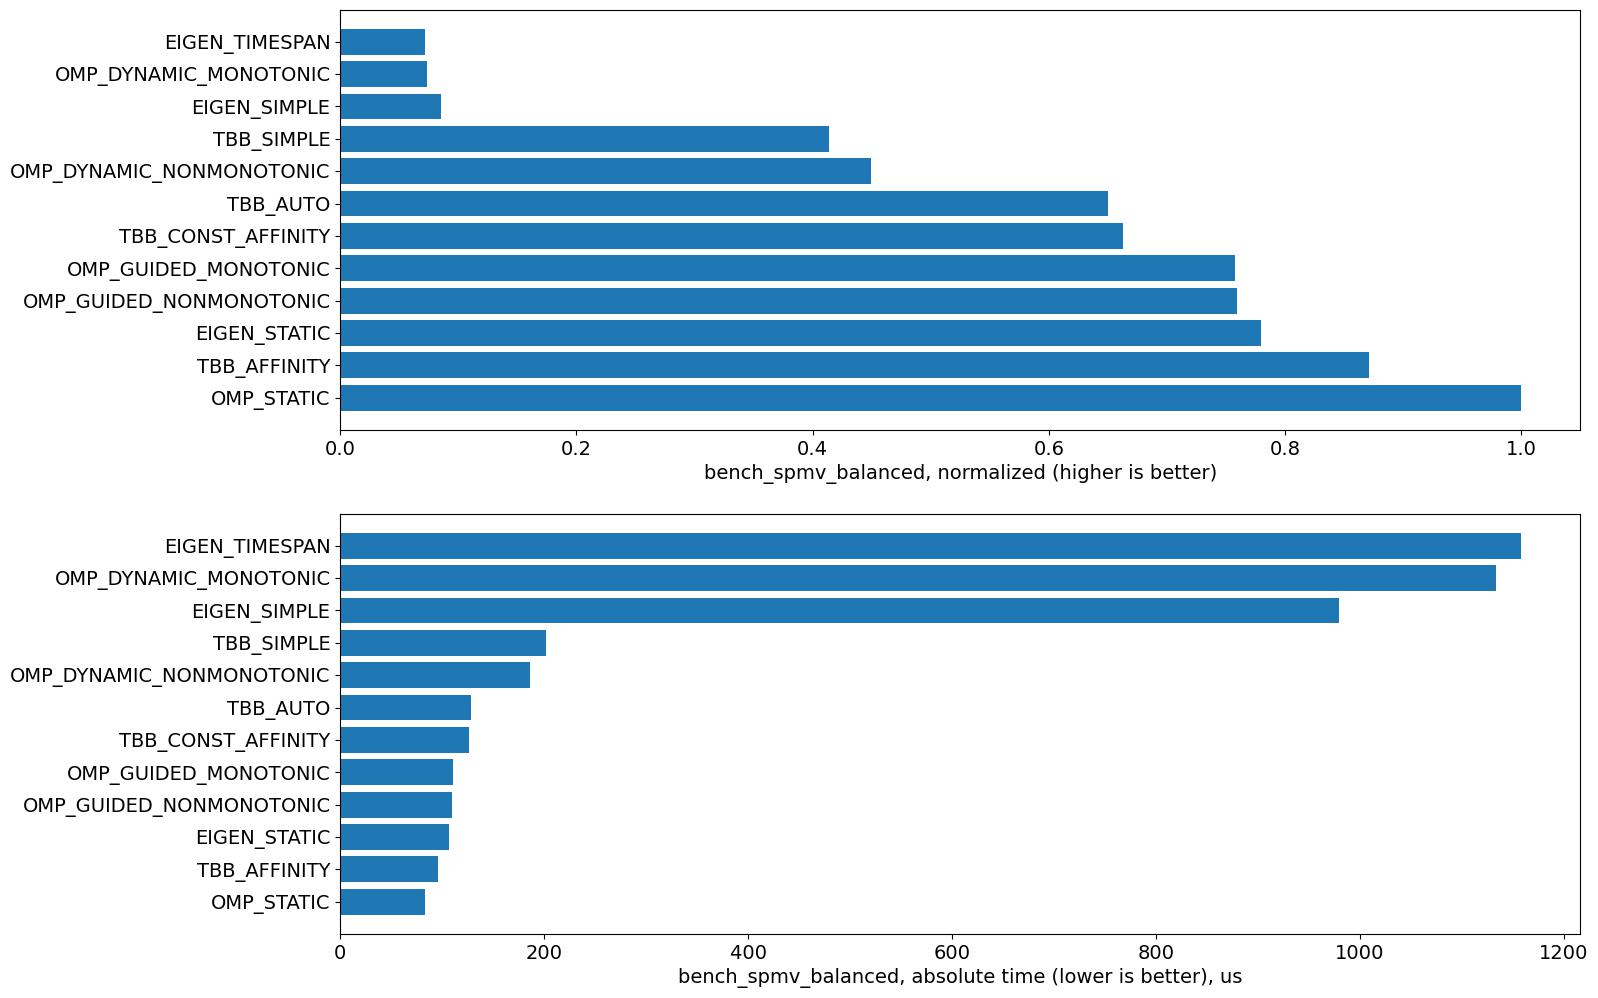 EIGEN_TIMESPAN
OMP_DYNAMIC_MONOTONIC
EIGEN_SIMPLE
TBB_SIMPLE
OMP_DYNAMIC_NONMONOTONIC
TBB_AUTO
TBB_CONST_AFFINITY
OMP_GUIDED_MONOTONIC
OMP_GUIDED_NONMONOTONIC
EIGEN_STATIC
TBB_AFFINITY
OMP_STATIC
0.0 0.2 0.4 0.6 0.8 1.0
bench_spmv_balanced, normalized (higher is better)
EIGEN_TIMESPAN
OMP_DYNAMIC_MONOTONIC
EIGEN_SIMPLE
TBB_SIMPLE
OMP_DYNAMIC_NONMONOTONIC
TBB_AUTO
TBB_CONST_AFFINITY
OMP_GUIDED_MONOTONIC
OMP_GUIDED_NONMONOTONIC
EIGEN_STATIC
TBB_AFFINITY
OMP_STATIC
0 200 400 600 800 1000 1200
bench_spmv_balanced, absolute time (lower is better), us